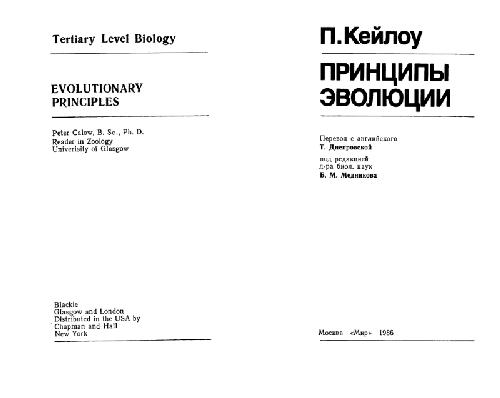 Tertiary Level Biology
EVOLUTIONARY
PRINCIPLES
Peter Calow, B. Sc., Ph. D.
Reader in Zoology
University of Glasgow
Blackie
Glasgow and London
Distributed in the USA by
Chapman and Hall
New York
П.Кейлоу
ПРИНЦИПЫ
ЭВОЛЮЦИИ
Перевод с английского
Т. Днепровской
под редакцией
д-ра биол. наук
Б. М. Медникова
Москва «Мир» 1986